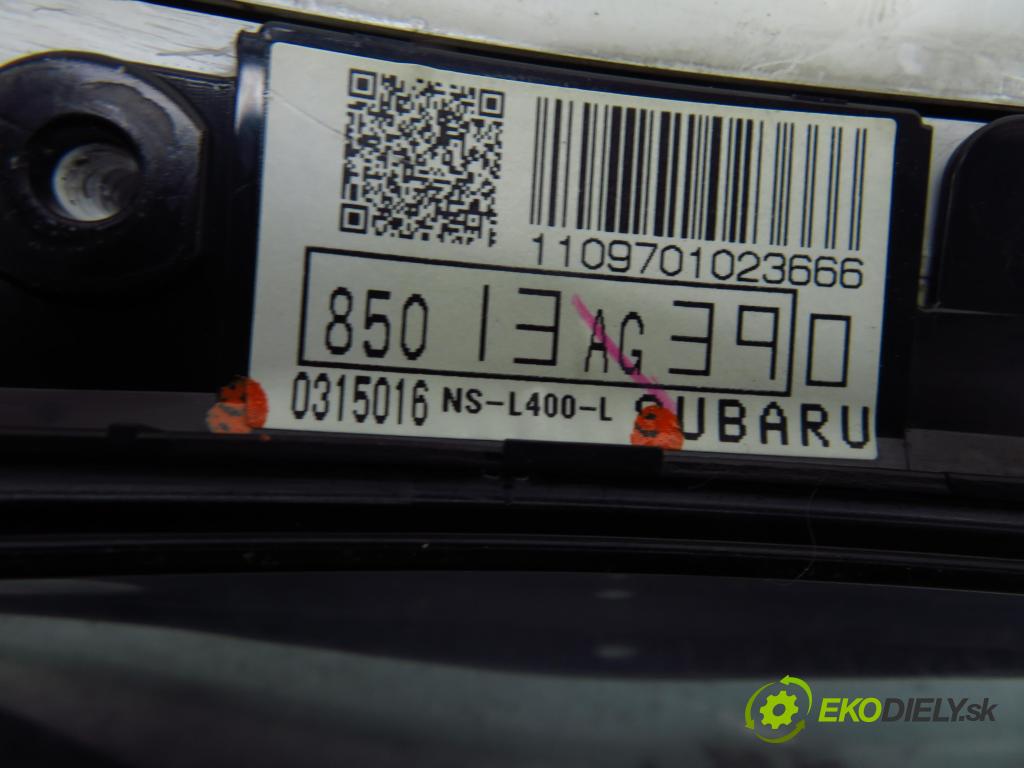 1109701023666
85013AG390
0315016 NS-L400-L SUBARU
EKODIELY.sk